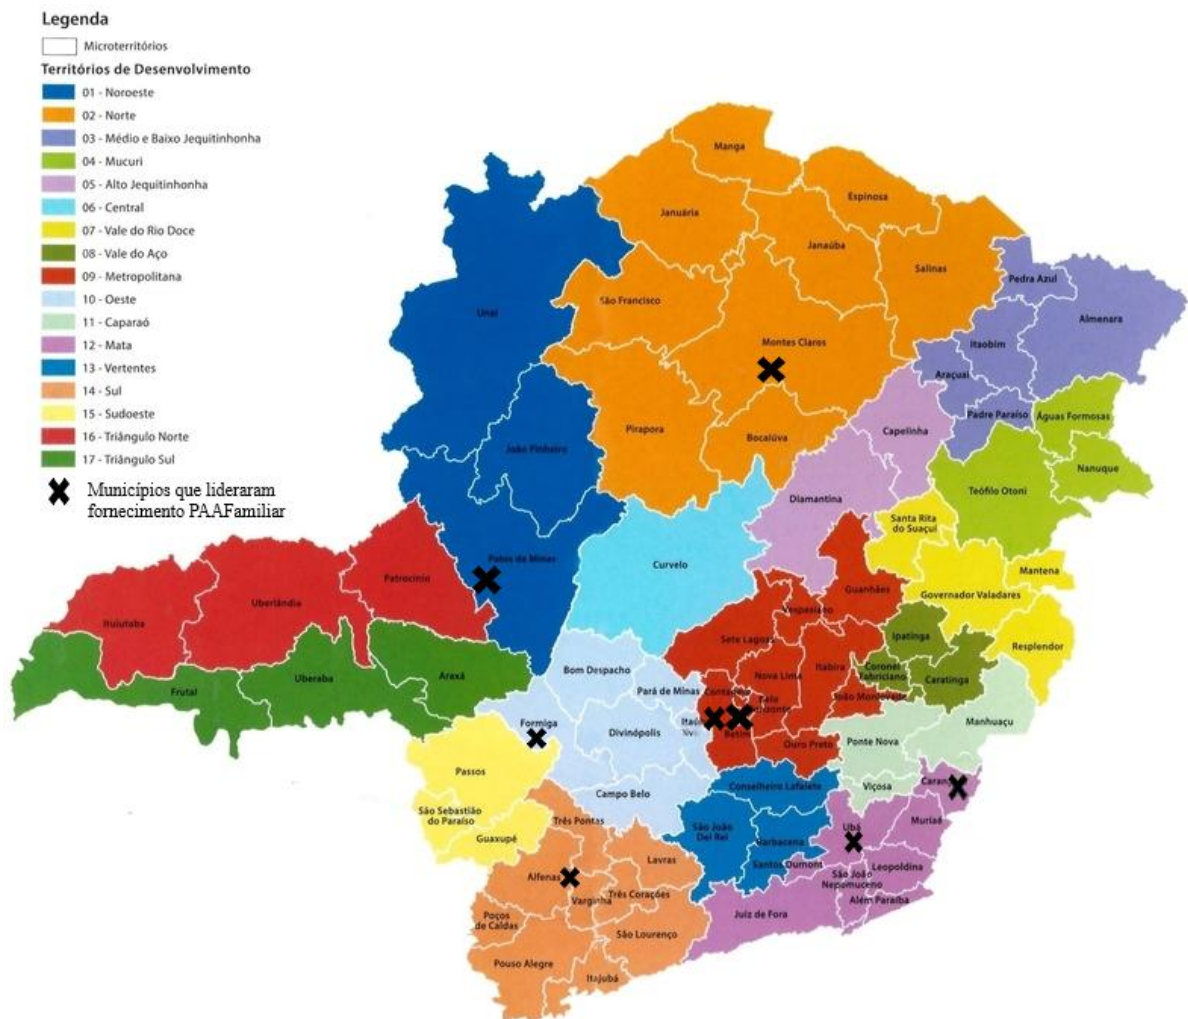 Legenda
Microterritórios
Territórios de Desenvolvimento
01 - Noroeste
02 - Norte
03 - Médio e Baixo Jequitinhonha
04 - Mucuri
05 - Alto Jequitinhonha
06 - Central
07 - Vale do Rio Doce
08 - Vale do Aço
09 - Metropolitana
10 - Oeste
11 - Caparaó
12 - Mata
13 - Vertentes
14 - Sul
15 - Sudoeste
16 - Triângulo Norte
17 - Triângulo Sul
Municípios que lideraram
fornecimento PAAFamiliar
Manga
Espinosa
Januária
Janaúba
Salinas
Pedra Azul
São Francisco
Almenara
Unaí
Montes Claros
Itaobim
Araçuaí
Padre Paraíso
Águas Formosas
Pirapora
Bocaiúva
Capelinha
João Pinheiro
Nanuque
Teófilo Otoni
Diamantina
Santa Rita
do Suaçuí
Patos de Minas
Curvelo
Mantena
Patrocínio
Guanhães
Governador Valadares
Uberlândia
Vespasiano
Ituiutaba
Sete Lagoas
Ipatinga
Resplendor
Bom Despacho
Nova Lima
Itabira
Coronel
Fabriciano
Caratinga
Araxá
Uberaba
Frutal
Pará de Minas
Contagem
João Monlevade
Belo
Formiga
Divinópolis
Betim
Manhuaçu
Ponte Nova
Ouro Preto
Passos
Conselheiro Lafaiete
Viçosa
Campo Belo
São Sebastião
do Paraíso
Três Pontas
Guaxupé
São João
Del Rei
Barbacena
Ubá
Muriaé
Lavras
Santos Dumont
Leopoldina
São João
Nepomuceno
Alfenas
Três Corações
Varginha
Além Paraíba
Poços
de Caldas
Juiz de Fora
São Lourenço
Pouso Alegre
Itajubá